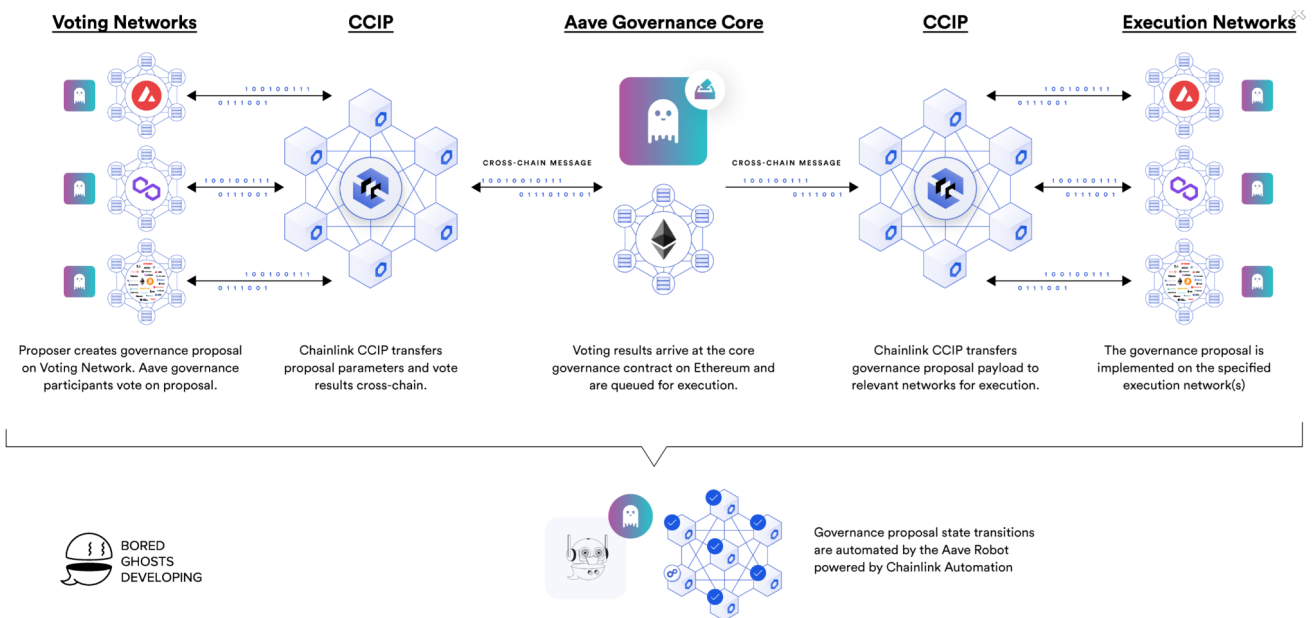 Voting Networks
CCIP
Aave Governance Core
CCIP
Execution Networks
100100111
0111001
100100111
0111001
100100111
0111001
CROSS-CHAIN MESSAGE
10010010111
0111010101
CROSS-CHAIN MESSAGE
100100111
0111001
100100111
0111001
100100111
0111001
100100111
0111001
Proposer creates governance proposal
on Voting Network. Aave governance
participants vote on proposal.
Chainlink CCIP transfers
proposal parameters and vote
results cross-chain.
Voting results arrive at the core
governance contract on Ethereum and
are queued for execution.
Chainlink CCIP transfers
governance proposal payload to
relevant networks for execution.
The governance proposal is
implemented on the specified
execution network(s)
BORED
GHOSTS
DEVELOPING
Governance proposal state transitions
are automated by the Aave Robot
powered by Chainlink Automation